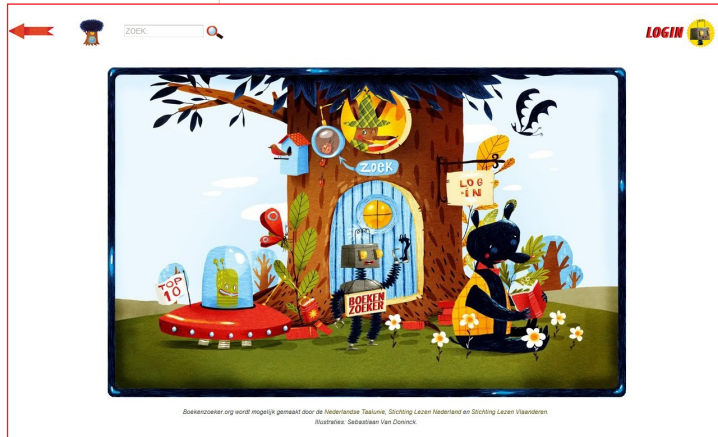 ZOEK
LOGIN
ZOEK
LOG
-IN
TOP
10
BOEKEN
ZOEKER
Boekenzoeker.org wordt mogelijk gemaakt door de Nederlandse Taalunie, Stichting Lezen Nederland en Stichting Lezen Vlaanderen.
Illustraties: Sebastiaan Van Doninck.